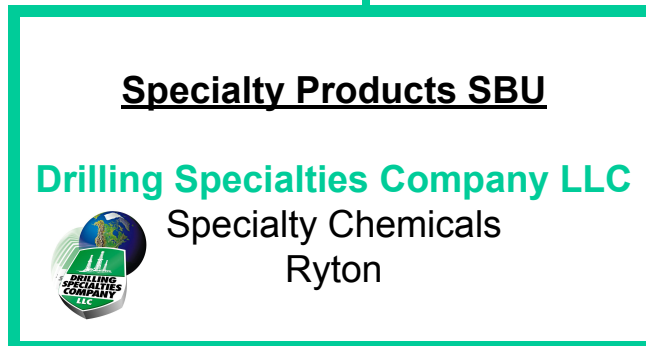 Specialty Products SBU
Drilling Specialties Company LLC
Specialty Chemicals
Ryton
DRILLING
SPECIALTIES
COMPANY
LLC